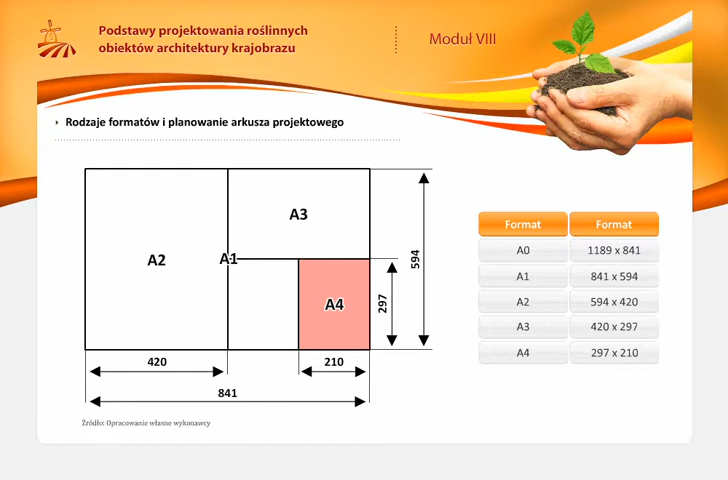 Podstawy projektowania roślinnych
obiektów architektury krajobrazu
Moduł VIII
Rodzaje formatów i planowanie arkusza projektowego
A3
A2
A1
A4
594
297
420
210
841
Format Format
A0 1189 x 841
A1 841 x 594
A2 594 x 420
A3 420 x 297
A4 297 x 210
Źródło: Opracowanie własne wykonawcy